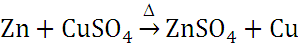 Zn + CuSO₄ →^Δ ZnSO₄ + Cu